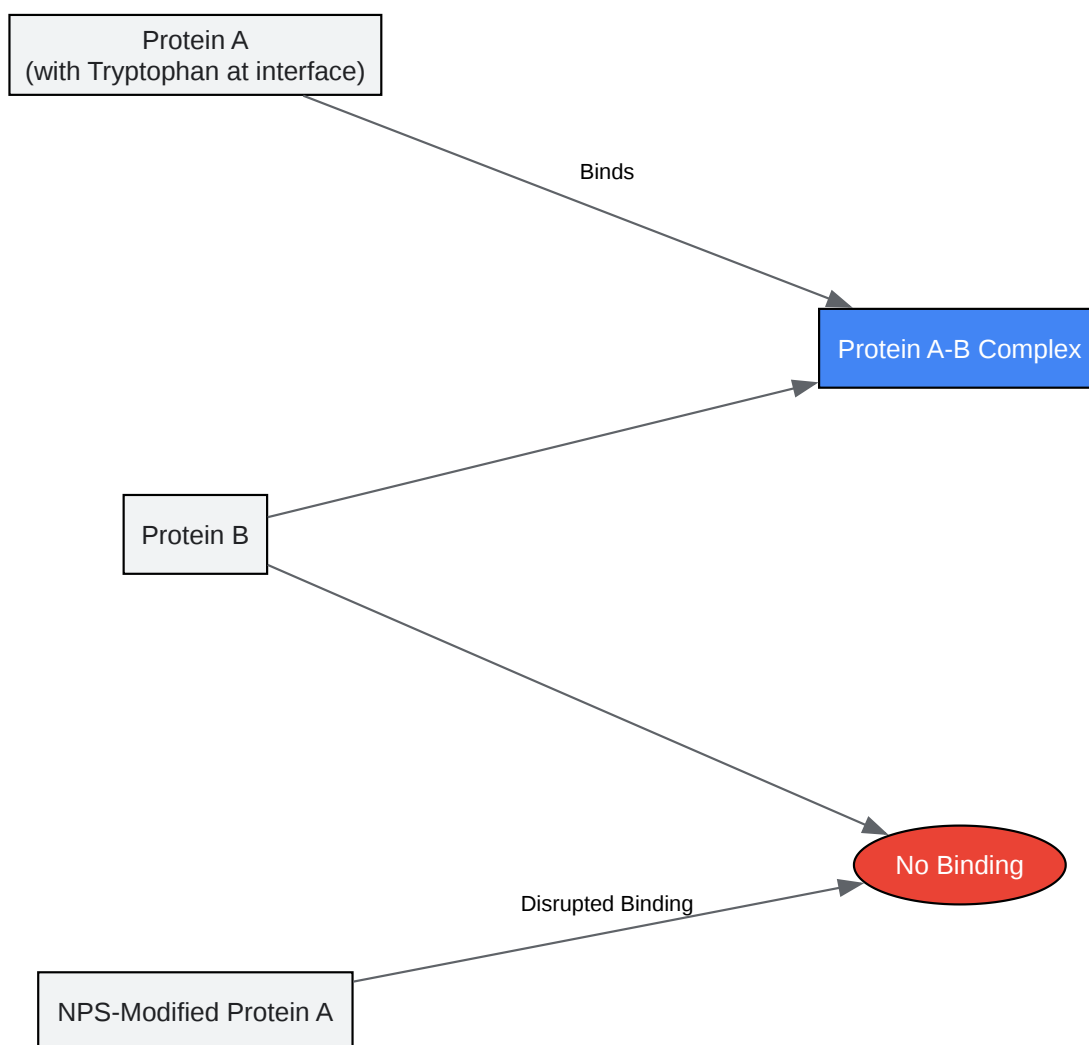 Protein A
(with Tryptophan at interface)
Binds
Protein A-B Complex
Protein B
No Binding
Disrupted Binding
NPS-Modified Protein A